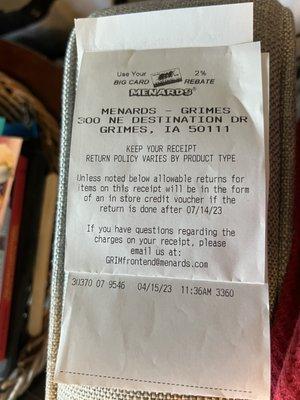 Use Your 2%
BIG CARD REBATE
MENARDS
MENARDS - GRIMES
300 NE DESTINATION DR
GRIMES, IA 50111
KEEP YOUR RECEIPT
RETURN POLICY VARIES BY PRODUCT TYPE
Unless noted below allowable returns for
items on this receipt will be in the form
of an in store credit voucher if the
return is done after 07/14/23
If you have questions regarding the
charges on your receipt, please
email us at:
GRIMfrontend@menards.com
30370 07 9546 04/15/23 11:36AM 3360